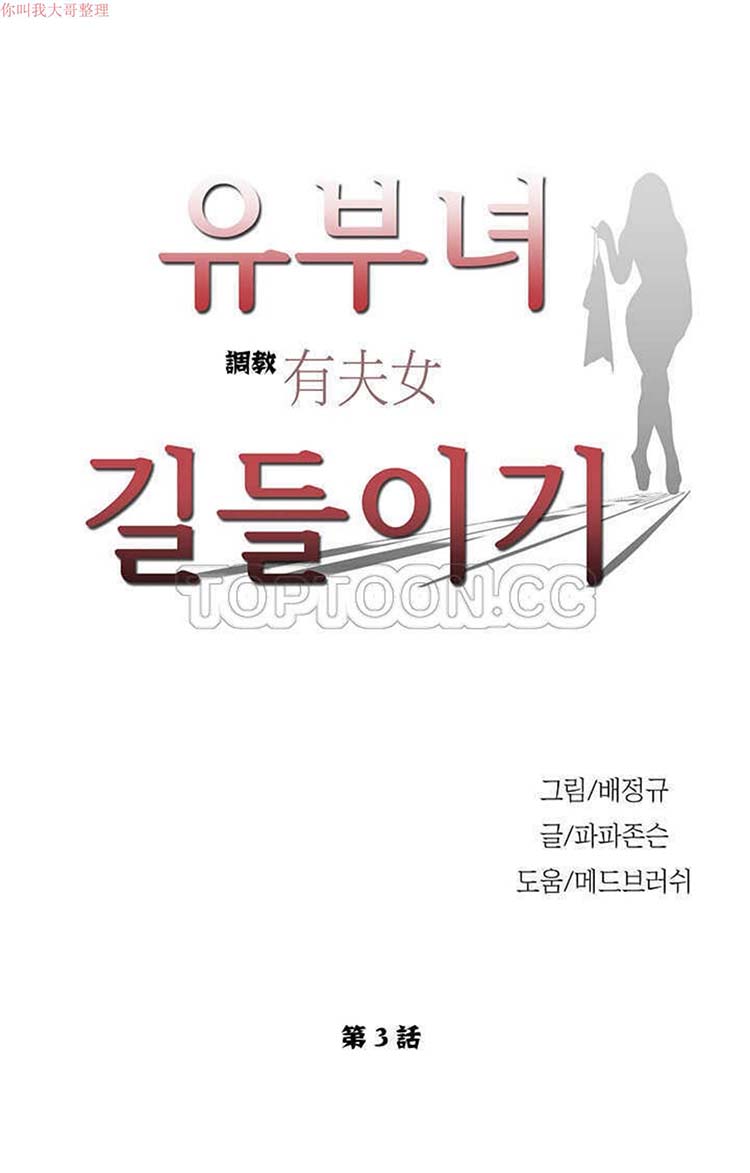 你叫我大哥整理
유부녀
調教 有夫女
길들이기
TOPTOON.CC
그림/배정규
글/파파존슨
도움/메드브러쉬
第 3 話